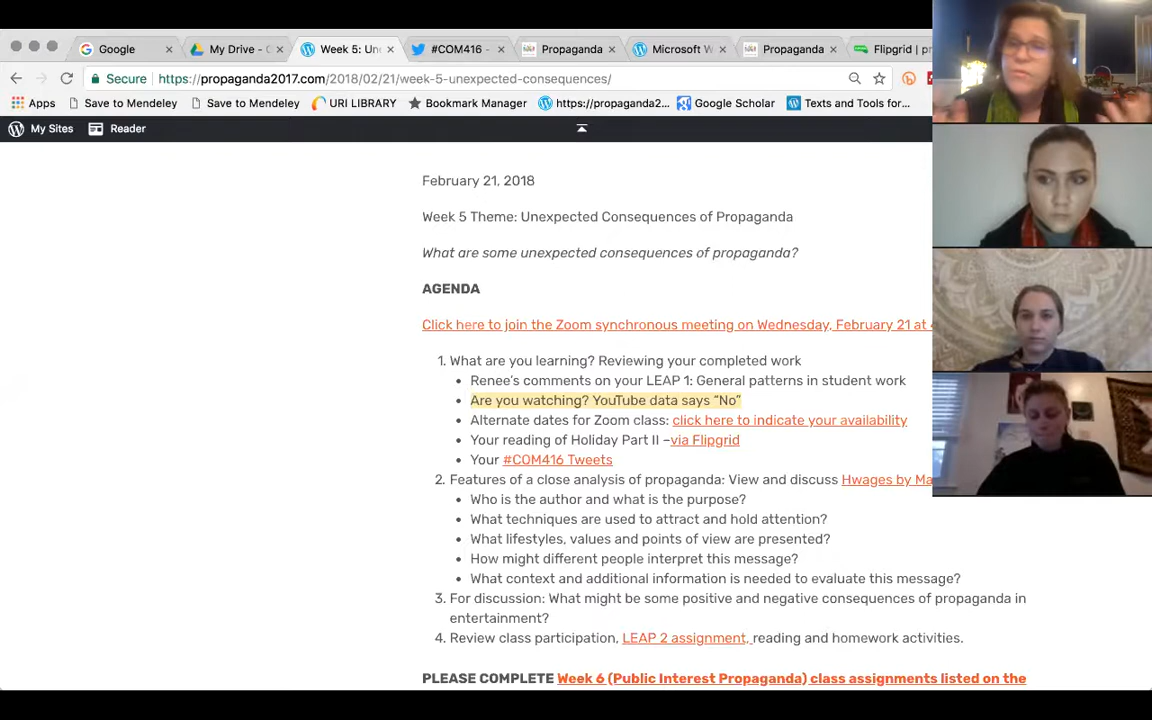 Google
My Drive - G
Week 5: Un
#COM416 -
Propaganda
Microsoft W
Propaganda
Flipgrid | pr
Secure https://propaganda2017.com/2018/02/21/week-5-unexpected-consequences/
Apps Save to Mendeley Save to Mendeley URI LIBRARY Bookmark Manager https://propaganda2... Google Scholar Texts and Tools for...
My Sites Reader
February 21, 2018
Week 5 Theme: Unexpected Consequences of Propaganda
What are some unexpected consequences of propaganda?
AGENDA
Click here to join the Zoom synchronous meeting on Wednesday, February 21 at
1. What are you learning? Reviewing your completed work
• Renee's comments on your LEAP 1: General patterns in student work
• Are you watching? YouTube data says "No"
• Alternate dates for Zoom class: click here to indicate your availability
• Your reading of Holiday Part II –via Flipgrid
• Your #COM416 Tweets
2. Features of a close analysis of propaganda: View and discuss Hwages by Ma
• Who is the author and what is the purpose?
• What techniques are used to attract and hold attention?
• What lifestyles, values and points of view are presented?
• How might different people interpret this message?
• What context and additional information is needed to evaluate this message?
3. For discussion: What might be some positive and negative consequences of propaganda in
entertainment?
4. Review class participation, LEAP 2 assignment, reading and homework activities.
PLEASE COMPLETE Week 6 (Public Interest Propaganda) class assignments listed on the